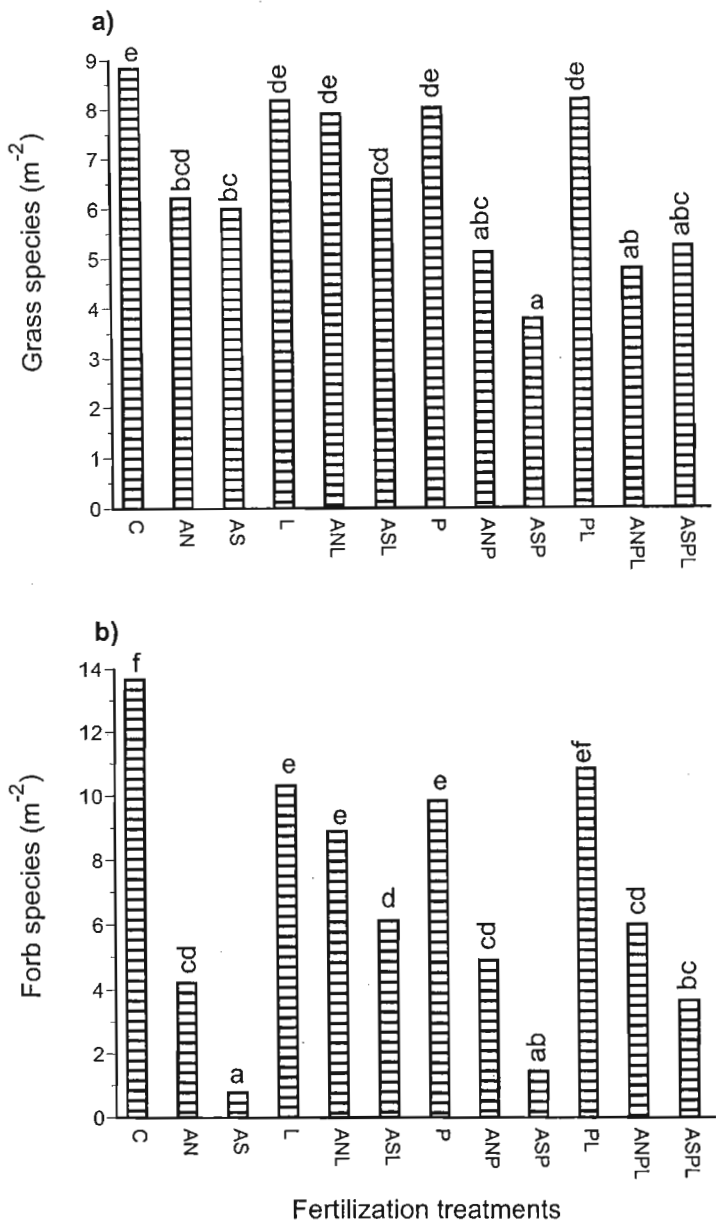 a)
Grass species (m-2)
9
8
7
6
5
4
3
2
1
0
e
bcd
bc
de
de
cd
de
abc
a
de
ab
abc
C
AN
AS
L
ANL
ASL
P
ANP
ASP
PL
ANPL
ASPL
b)
Forb species (m-2)
14
12
10
8
6
4
2
0
f
cd
a
e
e
d
e
cd
ab
ef
cd
bc
C
AN
AS
L
ANL
ASL
P
ANP
ASP
PL
ANPL
ASPL
Fertilization treatments